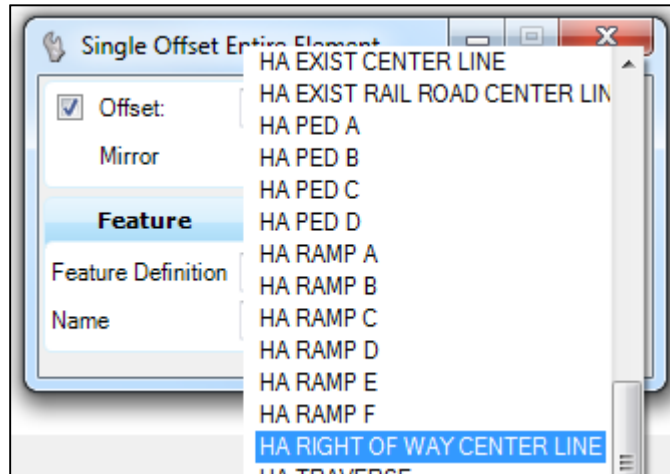 Single Offset Entire Element
Offset:
Mirror
Feature
Feature Definition
Name
HA EXIST CENTER LINE
HA EXIST RAIL ROAD CENTER LIN
HA PED A
HA PED B
HA PED C
HA PED D
HA RAMP A
HA RAMP B
HA RAMP C
HA RAMP D
HA RAMP E
HA RAMP F
HA RIGHT OF WAY CENTER LINE
HA TRAVERSE